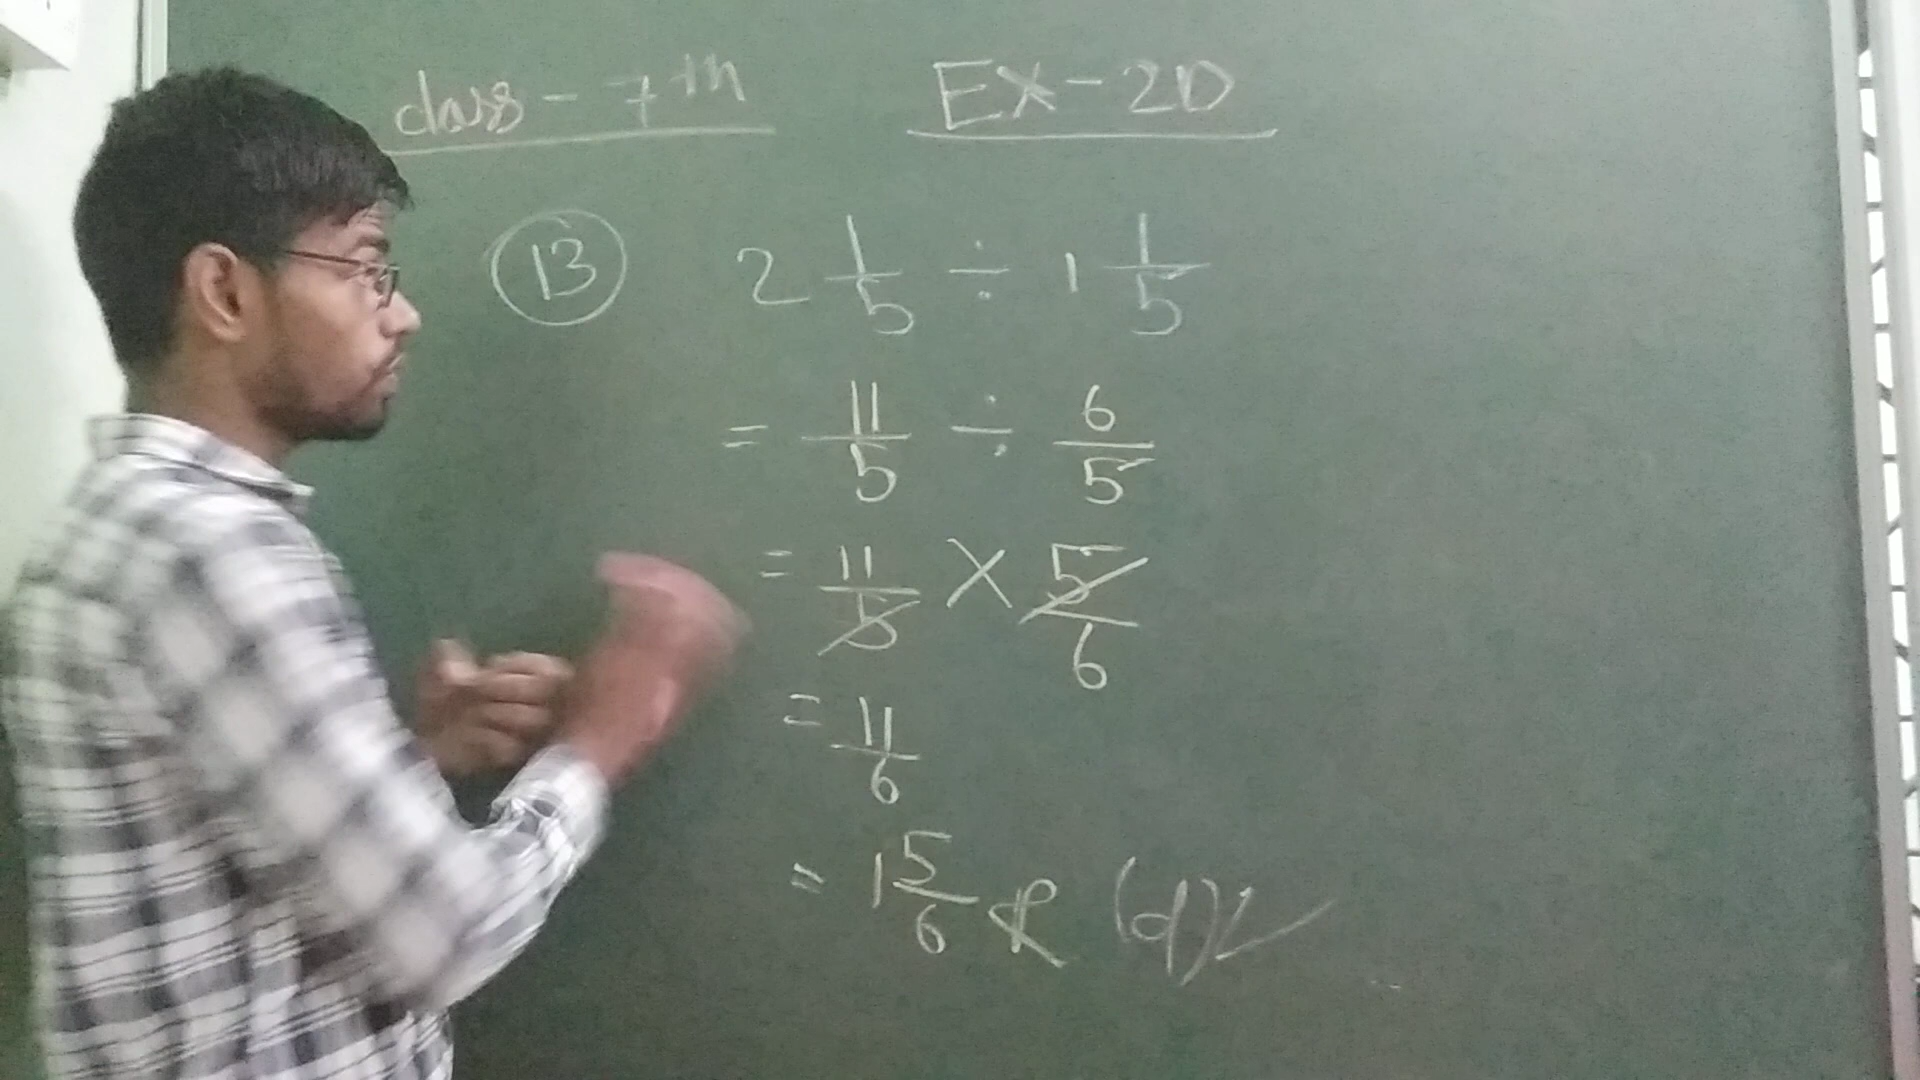 class - 7th EX-2D
(13) 2 1/5 ÷ 1 1/5
= 11/5 ÷ 6/5
= 11/5 × 5/6
= 11/6
= 1 5/6 (d) ✓